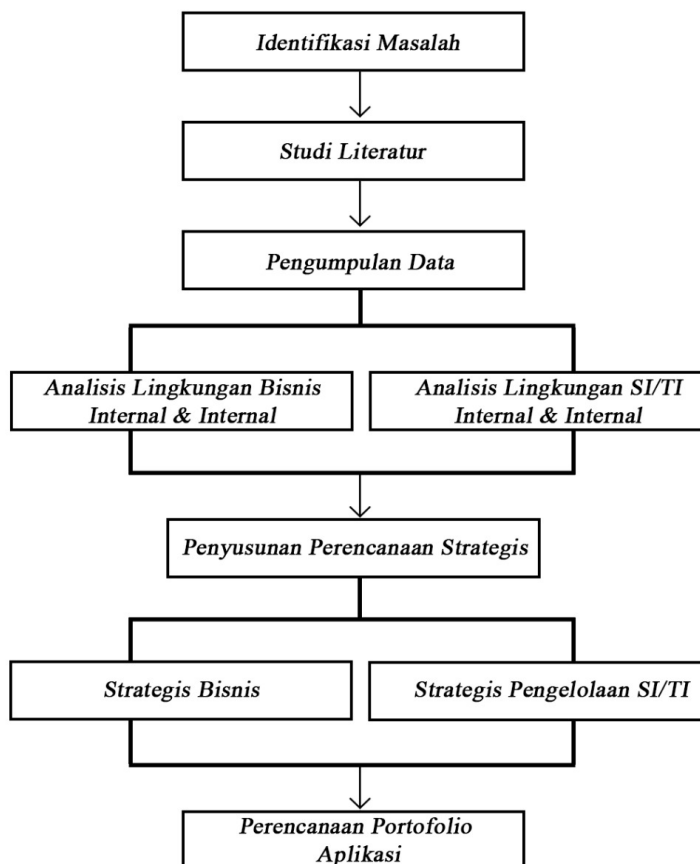 Identifikasi Masalah
Studi Literatur
Pengumpulan Data
Analisis Lingkungan Bisnis
Internal & Internal
Analisis Lingkungan SI/TI
Internal & Internal
Penyusunan Perencanaan Strategis
Strategis Bisnis
Strategis Pengelolaan SI/TI
Perencanaan Portofolio
Aplikasi